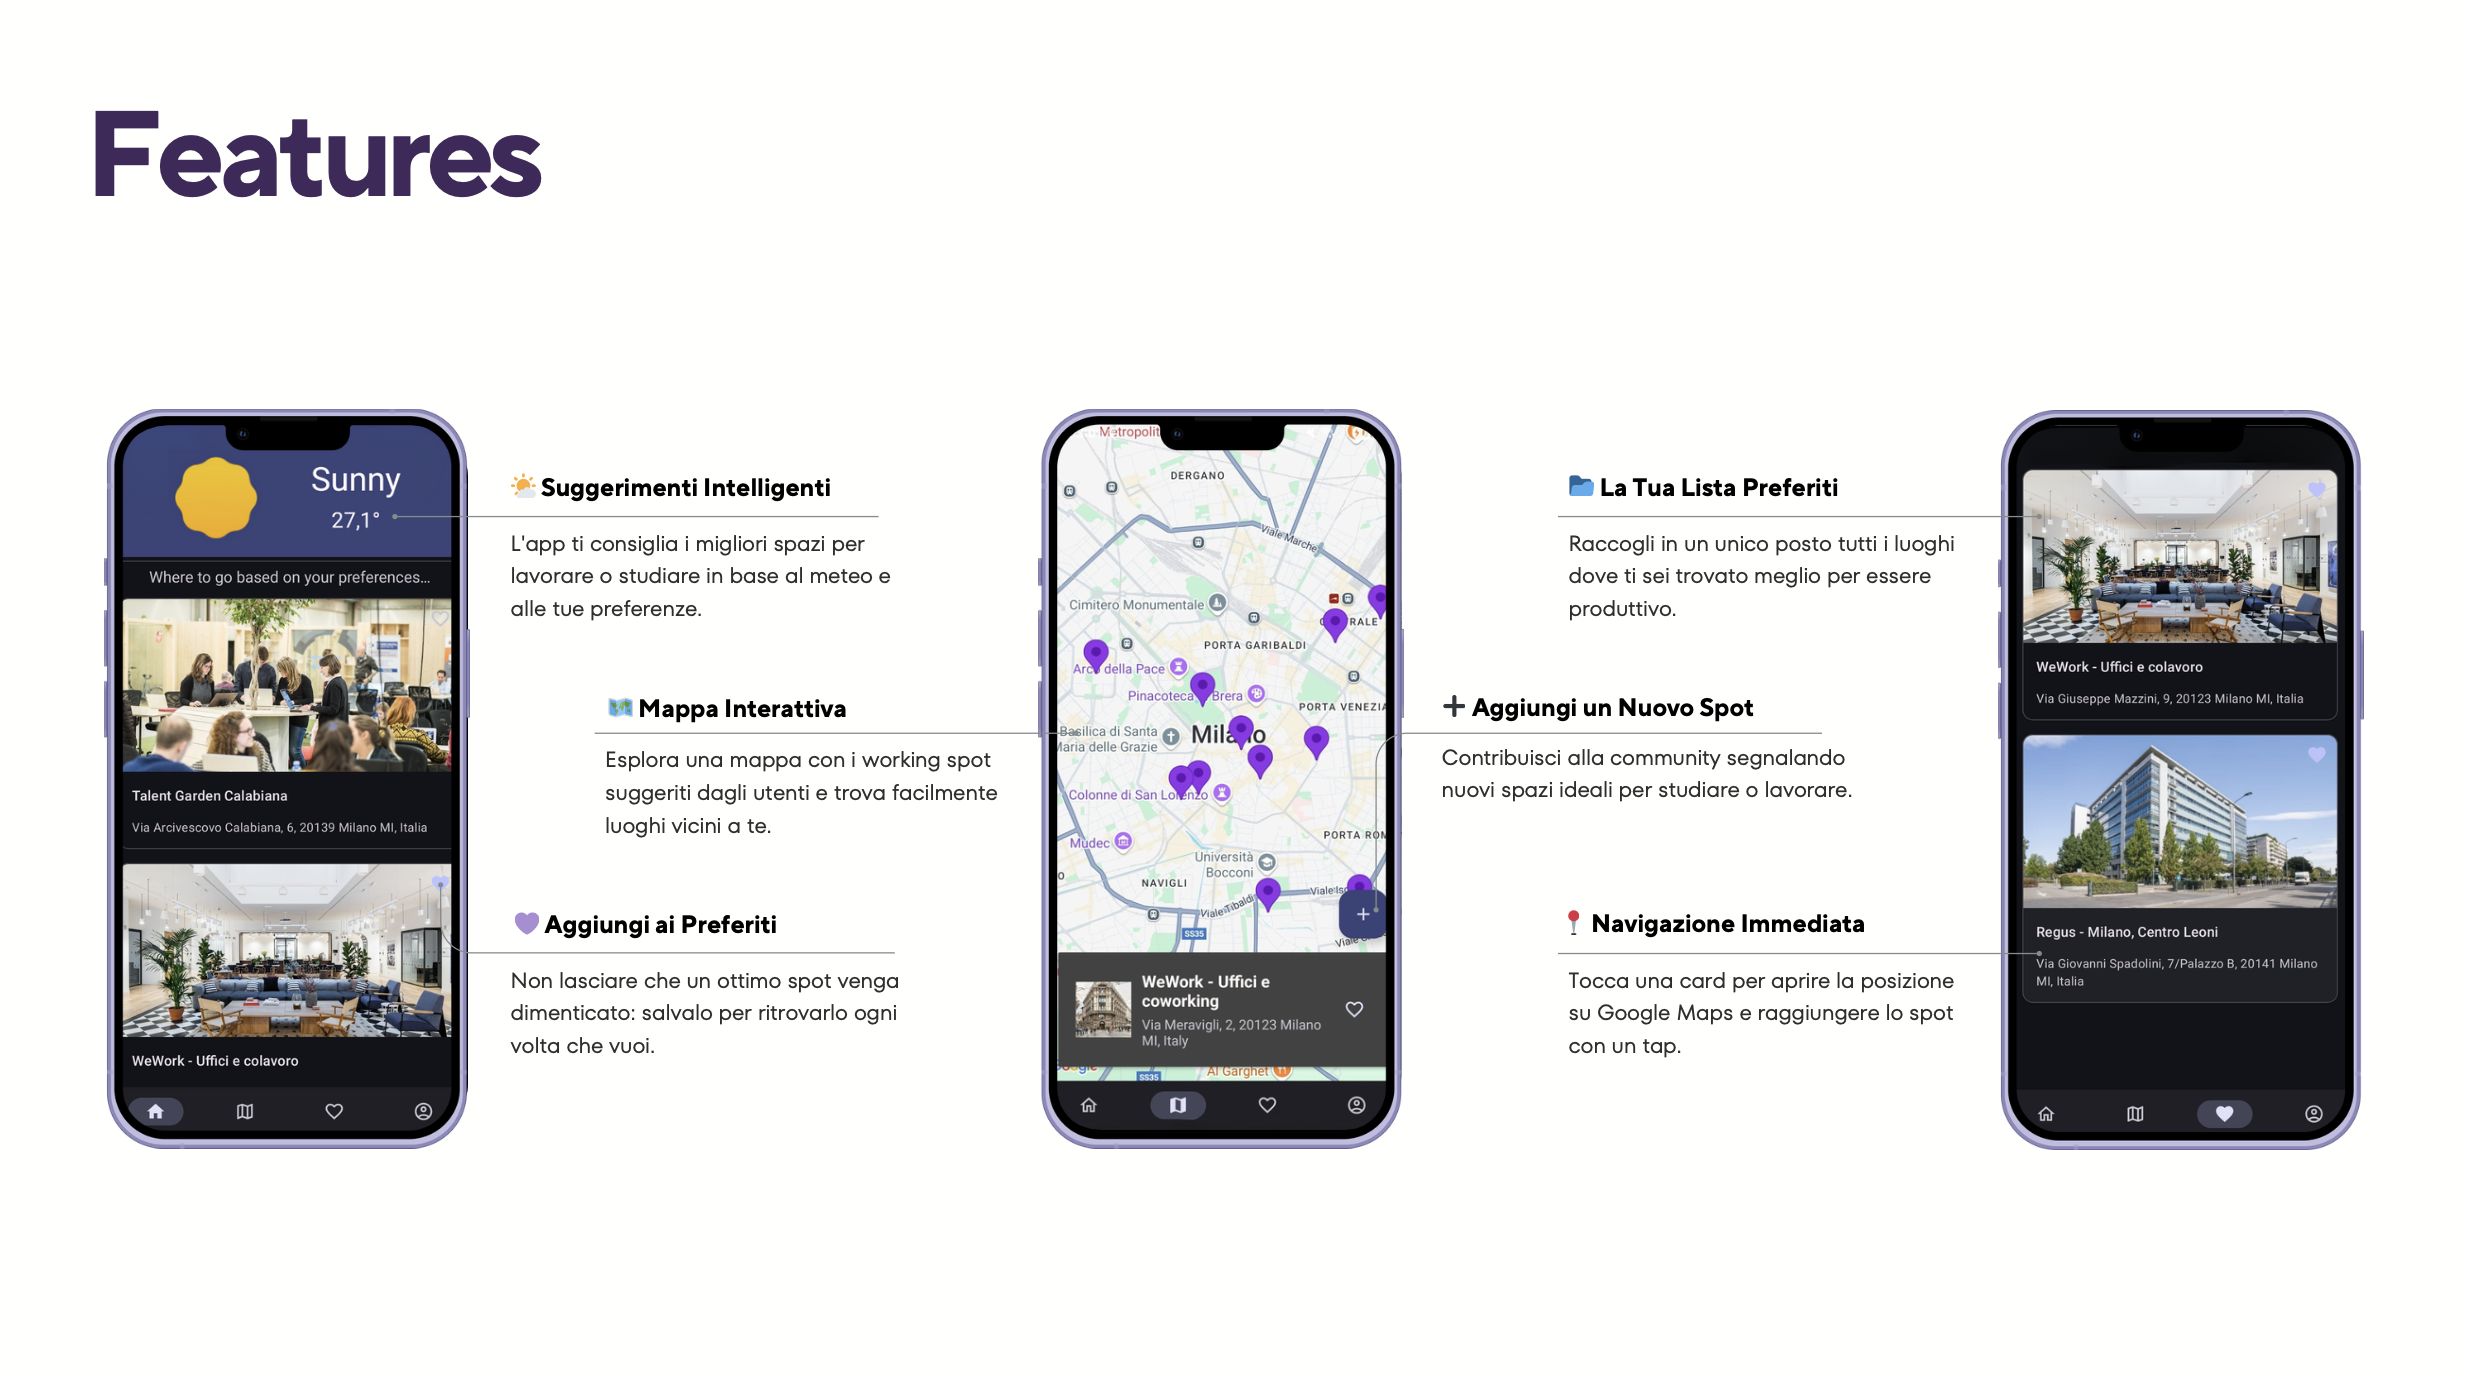 Features
Sunny
27,1°
Where to go based on your preferences...
Talent Garden Calabiana
Via Arcivescovo Calabiana, 6, 20139 Milano MI, Italia
WeWork - Uffici e colavoro
Suggerimenti Intelligenti
L'app ti consiglia i migliori spazi per
lavorare o studiare in base al meteo e
alle tue preferenze.
Mappa Interattiva
Esplora una mappa con i working spot
suggeriti dagli utenti e trova facilmente
luoghi vicini a te.
Aggiungi ai Preferiti
Non lasciare che un ottimo spot venga
dimenticato: salvalo per ritrovarlo ogni
volta che vuoi.
DERGANO
Viale Marche
Cimitero Monumentale
PORTA GARIBALDI
Arco della Pace
Pinacoteca Brera
PORTA VENEZIA
Basilica di Santa
Maria delle Grazie
Milano
Colonne di San Lorenzo
PORTA ROM
Mudec
Università
Bocconi
NAVIGLI
Viale Tibaldi
SS35
WeWork - Uffici e
coworking
Via Meravigli, 2, 20123 Milano
MI, Italy
SS35
Al Garghet
La Tua Lista Preferiti
Raccogli in un unico posto tutti i luoghi
dove ti sei trovato meglio per essere
produttivo.
Aggiungi un Nuovo Spot
Contribuisci alla community segnalando
nuovi spazi ideali per studiare o lavorare.
Navigazione Immediata
Tocca una card per aprire la posizione
su Google Maps e raggiungere lo spot
con un tap.
WeWork - Uffici e colavoro
Via Giuseppe Mazzini, 9, 20123 Milano MI, Italia
Regus - Milano, Centro Leoni
Via Giovanni Spadolini, 7/Palazzo B, 20141 Milano
MI, Italia